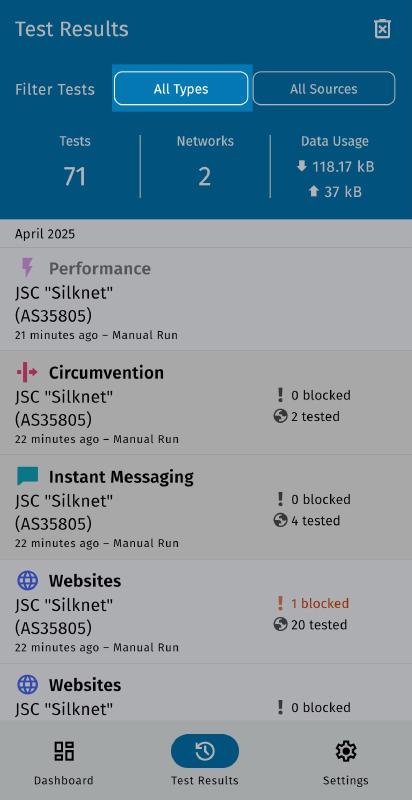 Test Results
Filter Tests
All Types
All Sources
Tests
71
Networks
2
Data Usage
118.17 kB
37 kB
April 2025
Performance
JSC "Silknet"
(AS35805)
21 minutes ago – Manual Run
Circumvention
JSC "Silknet"
(AS35805)
22 minutes ago – Manual Run
0 blocked
2 tested
Instant Messaging
JSC "Silknet"
(AS35805)
22 minutes ago – Manual Run
0 blocked
4 tested
Websites
JSC "Silknet"
(AS35805)
22 minutes ago – Manual Run
1 blocked
20 tested
Websites
JSC "Silknet"
0 blocked
Dashboard
Test Results
Settings